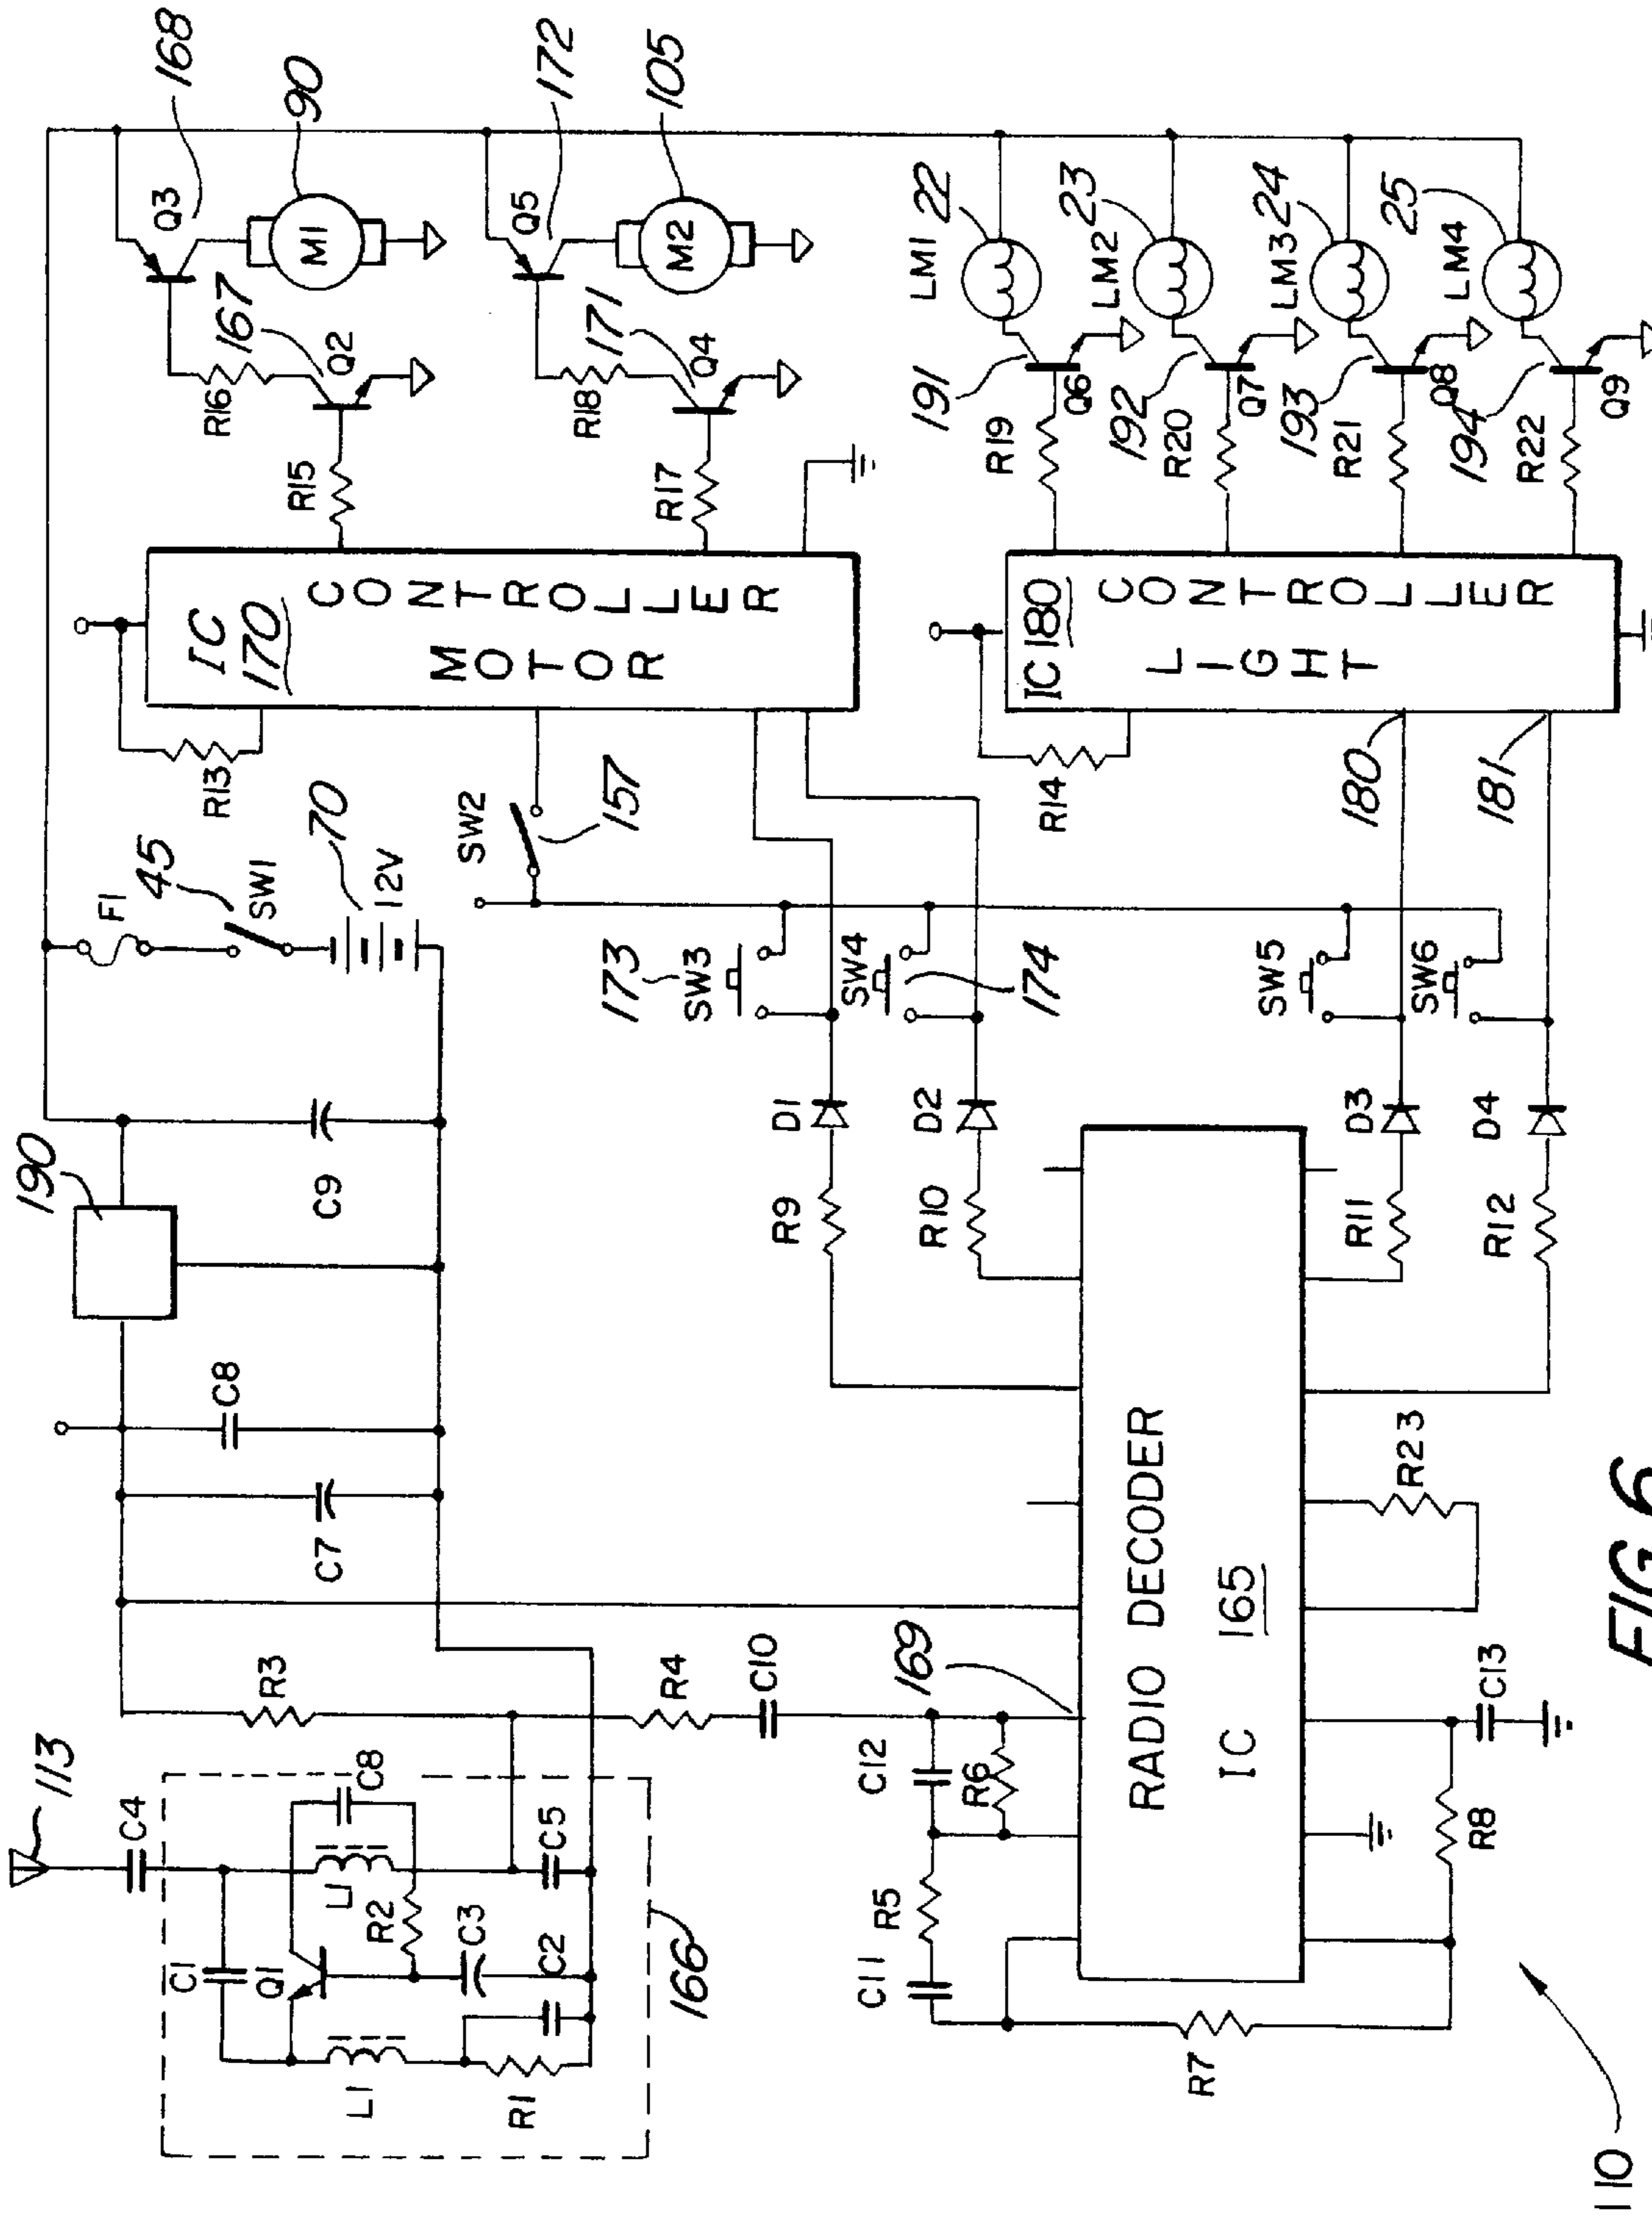 113
C4
C1
Q1
L1
C8
R2
C3
L1
R1
C2
C5
166
R3
R4
C10
C7
C8
190
C9
F1
45
SW1
70
12V
R13
IC
170
MOTOR
CONTROLLER
R15
R16
167
Q2
Q3
168
M1
90
R17
R18
171
Q4
Q5
172
M2
105
SW2
157
173
SW3
SW4
174
D1
R9
D2
R10
169
C12
R6
R5
C11
RADIO DECODER
IC 165
R7
R8
C13
R23
R11
D3
R12
D4
SW5
SW6
180
181
R14
IC 180
LIGHT
CONTROLLER
R19
191
Q6
LM1
22
R20
192
Q7
LM2
23
R21
193
Q8
LM3
24
R22
194
Q9
LM4
25
110
FIG. 6